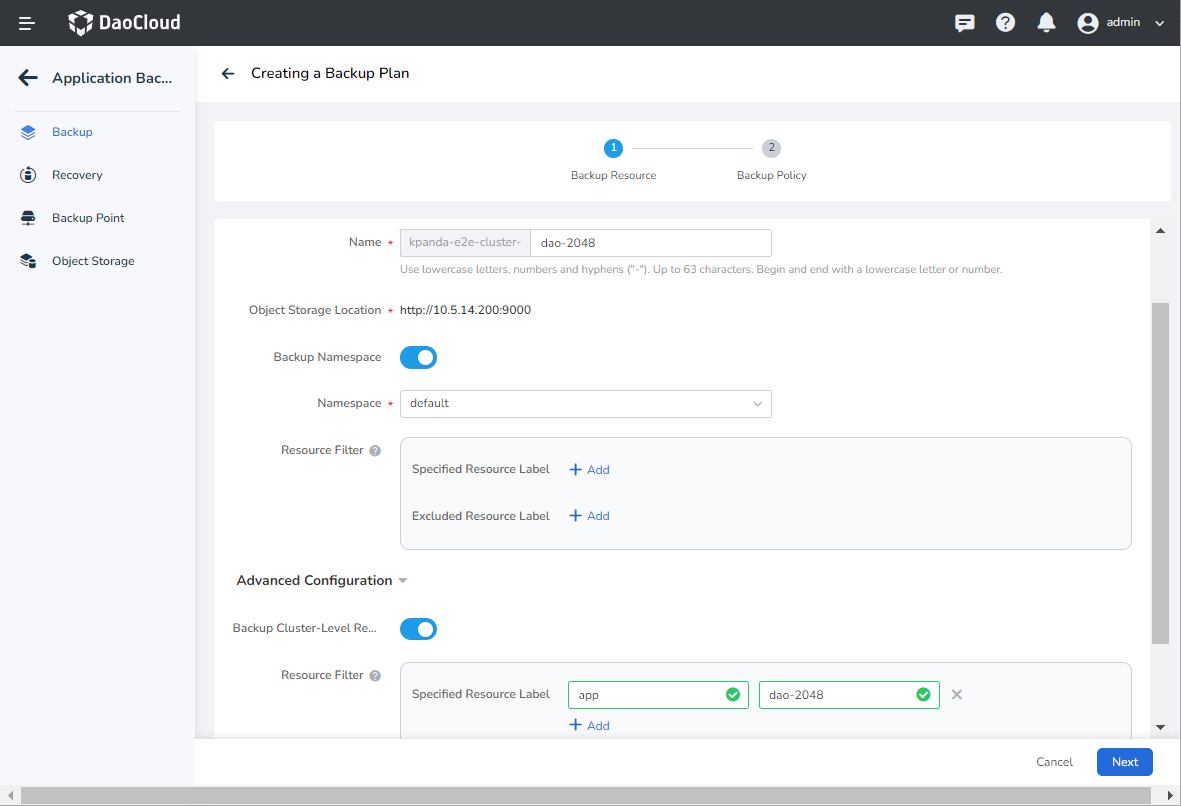 DaoCloud
admin
Application Bac...
Backup
Recovery
Backup Point
Object Storage
Creating a Backup Plan
1
2
Backup Resource
Backup Policy
Name * kpanda-e2e-cluster- dao-2048
Use lowercase letters, numbers and hyphens ("-"). Up to 63 characters. Begin and end with a lowercase letter or number.
Object Storage Location * http://10.5.14.200:9000
Backup Namespace
Namespace * default
Resource Filter ?
Specified Resource Label + Add
Excluded Resource Label + Add
Advanced Configuration
Backup Cluster-Level Re...
Resource Filter ?
Specified Resource Label app dao-2048
+ Add
Cancel
Next